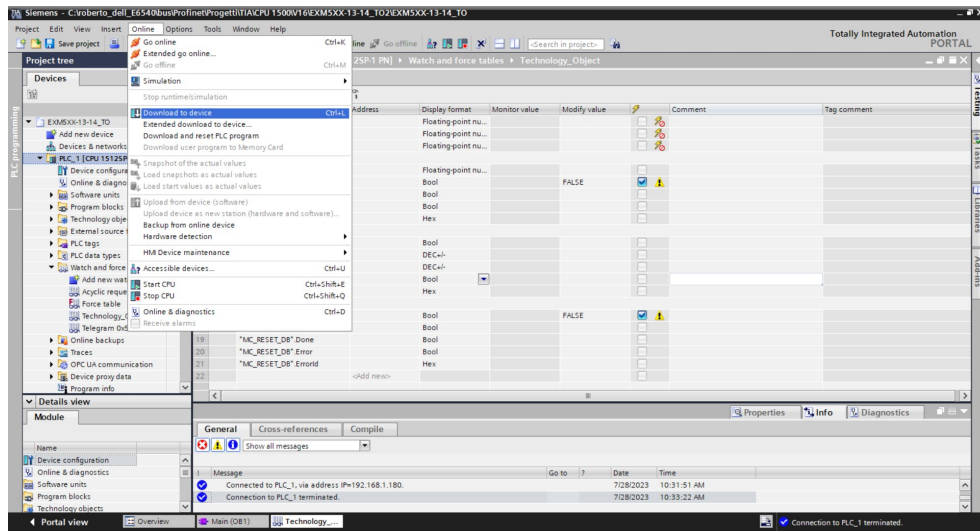 Siemens - C:\roberto_dell_E6540\bus\Profinet\Progetti\TIA\CPU 1500\V16\EXM5XX-13-14_TO2\EXM5XX-13-14_TO
Project Edit View Insert Online Options Tools Window Help
Totally Integrated Automation
PORTAL
Save project
Go offline
<Search in project>
Project tree
2SP-1 PN] Watch and force tables Technology_Object
Devices
Go online Ctrl+K
Extended go online...
Go offline Ctrl+M
Simulation
Stop runtime/simulation
Download to device Ctrl+L
Extended download to device...
Download and reset PLC program
Download user program to Memory Card
Snapshot of the actual values
Load snapshots as actual values
Load start values as actual values
Upload from device (software)
Upload device as new station (hardware and software)...
Backup from online device
Hardware detection
HMI Device maintenance
Accessible devices... Ctrl+U
Start CPU Ctrl+Shift+E
Stop CPU Ctrl+Shift+Q
Online & diagnostics Ctrl+D
Receive alarms
EXM5XX-13-14_TO
Add new device
Devices & networks
PLC_1 [CPU 1512SP
Device configura
Online & diagno
Software units
Program blocks
Technology obje
External source f
PLC tags
PLC data types
Watch and force
Add new wat
Acyclic reque
Force table
Technology_O
Telegram 0x5
Online backups
Traces
OPC UA communication
Device proxy data
Program info
PLC programming
Address Display format Monitor value Modify value Comment Tag comment
Floating-point nu...
Floating-point nu...
Floating-point nu...
Floating-point nu...
Bool FALSE
Bool
Bool
Hex
Bool
DEC+/-
DEC+/-
Bool
Hex
Bool FALSE
Bool
19 "MC_RESET_DB".Done Bool
20 "MC_RESET_DB".Error Bool
21 "MC_RESET_DB".ErrorId Hex
22 <Add new>
Testing
Tasks
Libraries
Add-ins
Details view
Module
Name
Device configuration
Online & diagnostics
Software units
Program blocks
Technology objects
Properties Info Diagnostics
General Cross-references Compile
Show all messages
! Message Go to ? Date Time
Connected to PLC_1, via address IP=192.168.1.180. 7/28/2023 10:31:51 AM
Connection to PLC_1 terminated. 7/28/2023 10:33:22 AM
Portal view Overview Main (OB1) Technology_... Connection to PLC_1 terminated.